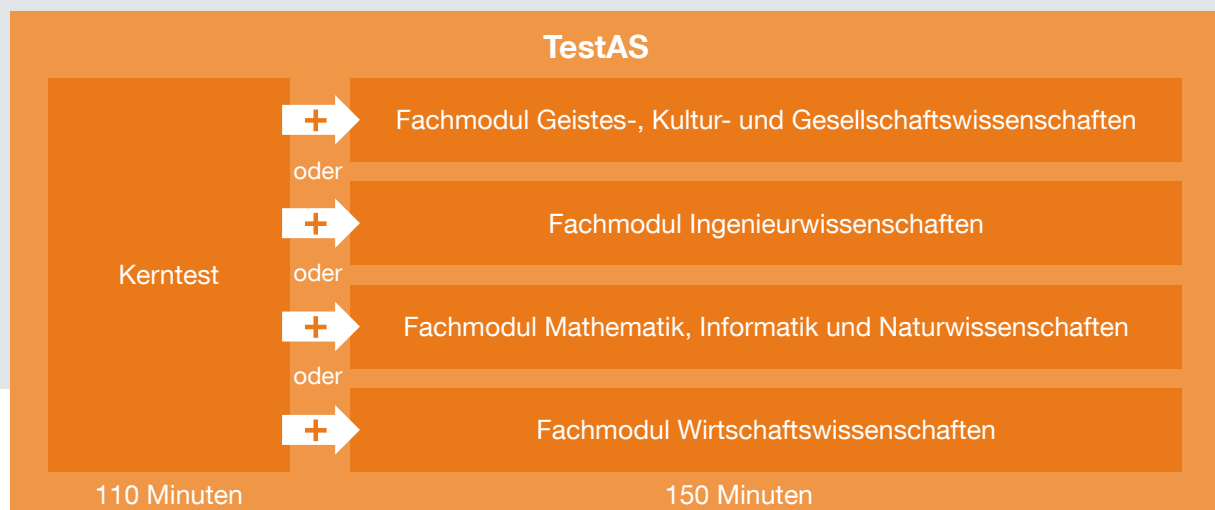 TestAS
Kerntest
+
Fachmodul Geistes-, Kultur- und Gesellschaftswissenschaften
oder
+
Fachmodul Ingenieurwissenschaften
oder
+
Fachmodul Mathematik, Informatik und Naturwissenschaften
oder
+
Fachmodul Wirtschaftswissenschaften
110 Minuten
150 Minuten